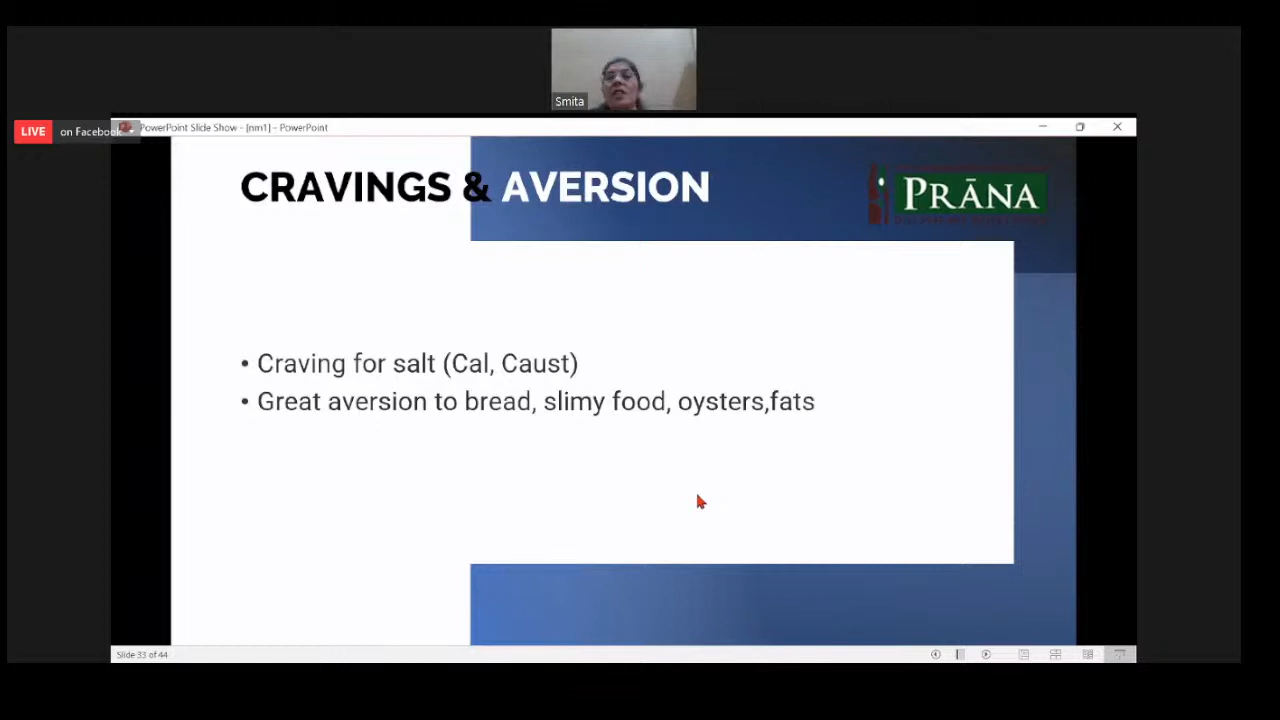 Smita
LIVE on Facebook
PowerPoint Slide Show - [nm1] - PowerPoint
CRAVINGS & AVERSION
PRĀNA
• Craving for salt (Cal, Caust)
• Great aversion to bread, slimy food, oysters,fats
Slide 33 of 44